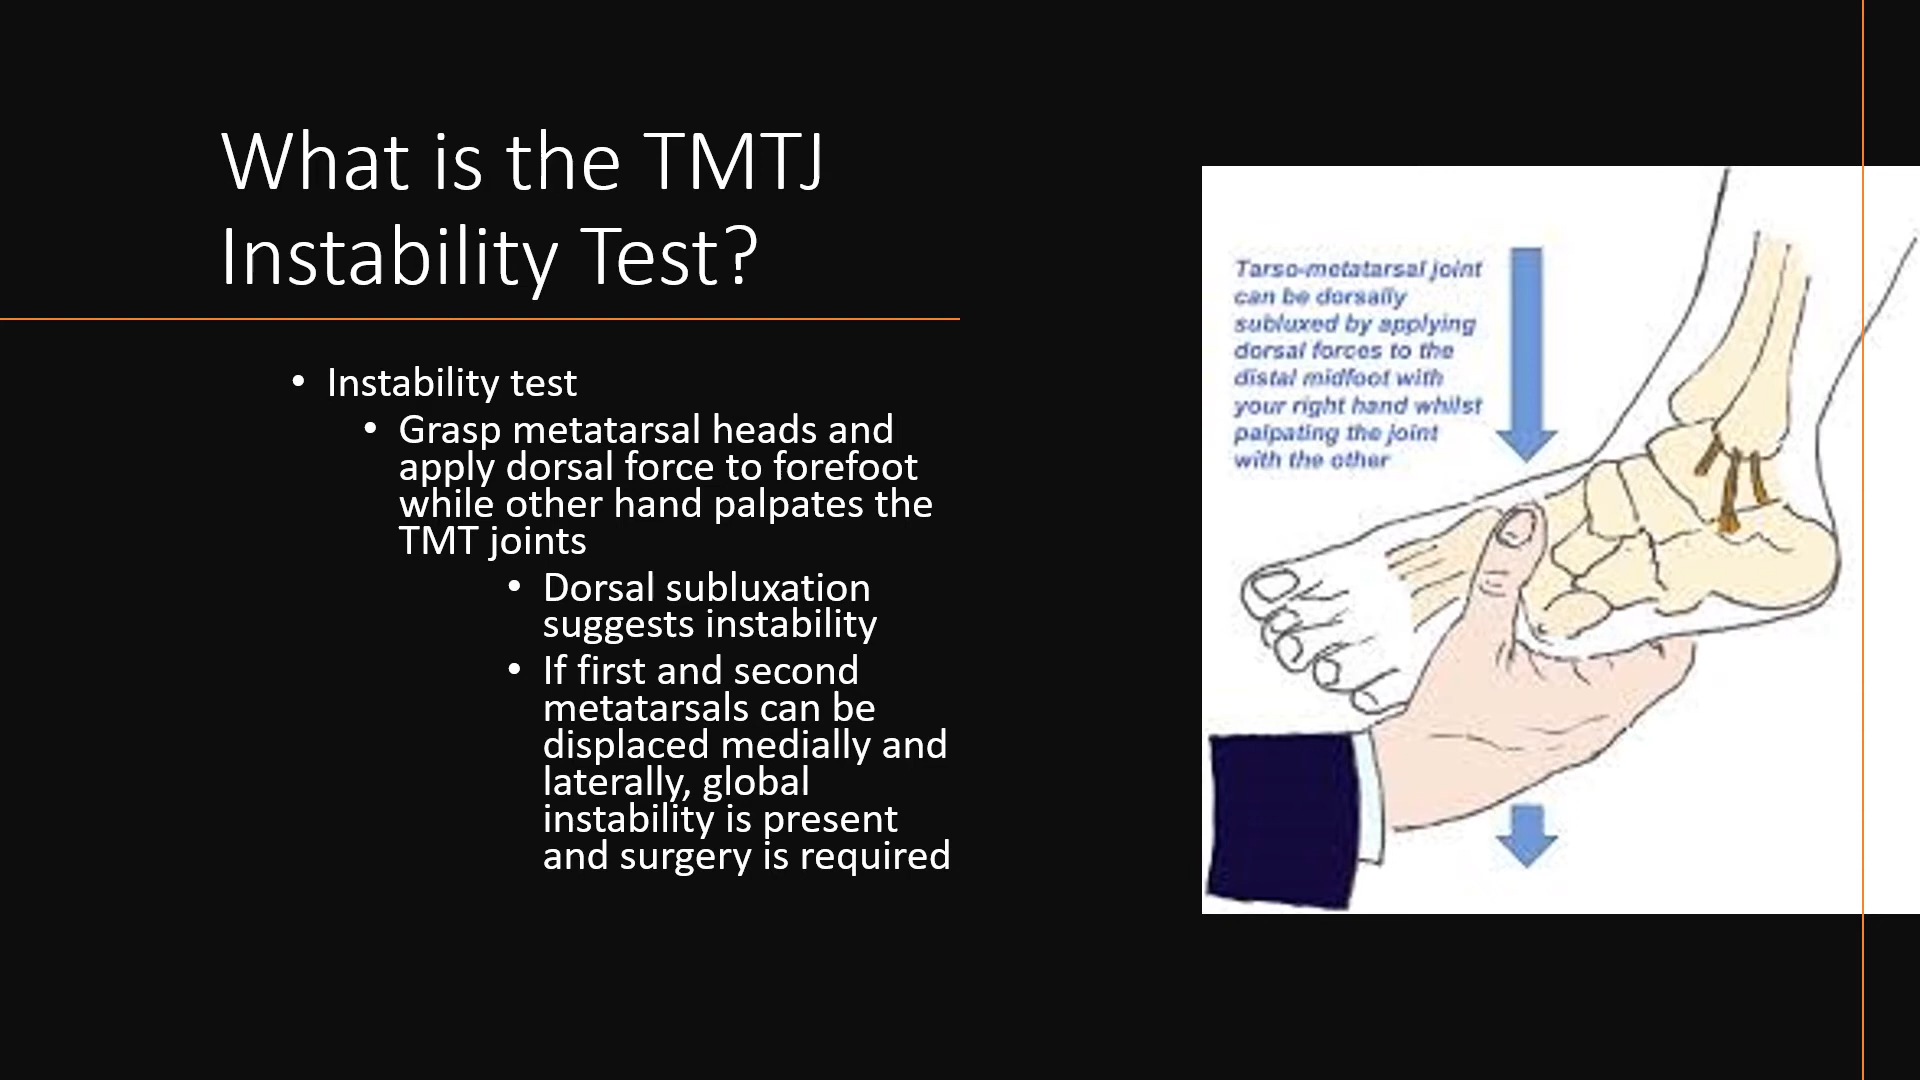 What is the TMTJ
Instability Test?
• Instability test
• Grasp metatarsal heads and
apply dorsal force to forefoot
while other hand palpates the
TMT joints
• Dorsal subluxation
suggests instability
• If first and second
metatarsals can be
displaced medially and
laterally, global
instability is present
and surgery is required
Tarso-metatarsal joint
can be dorsally
subluxed by applying
dorsal forces to the
distal midfoot with
your right hand whilst
palpating the joint
with the other